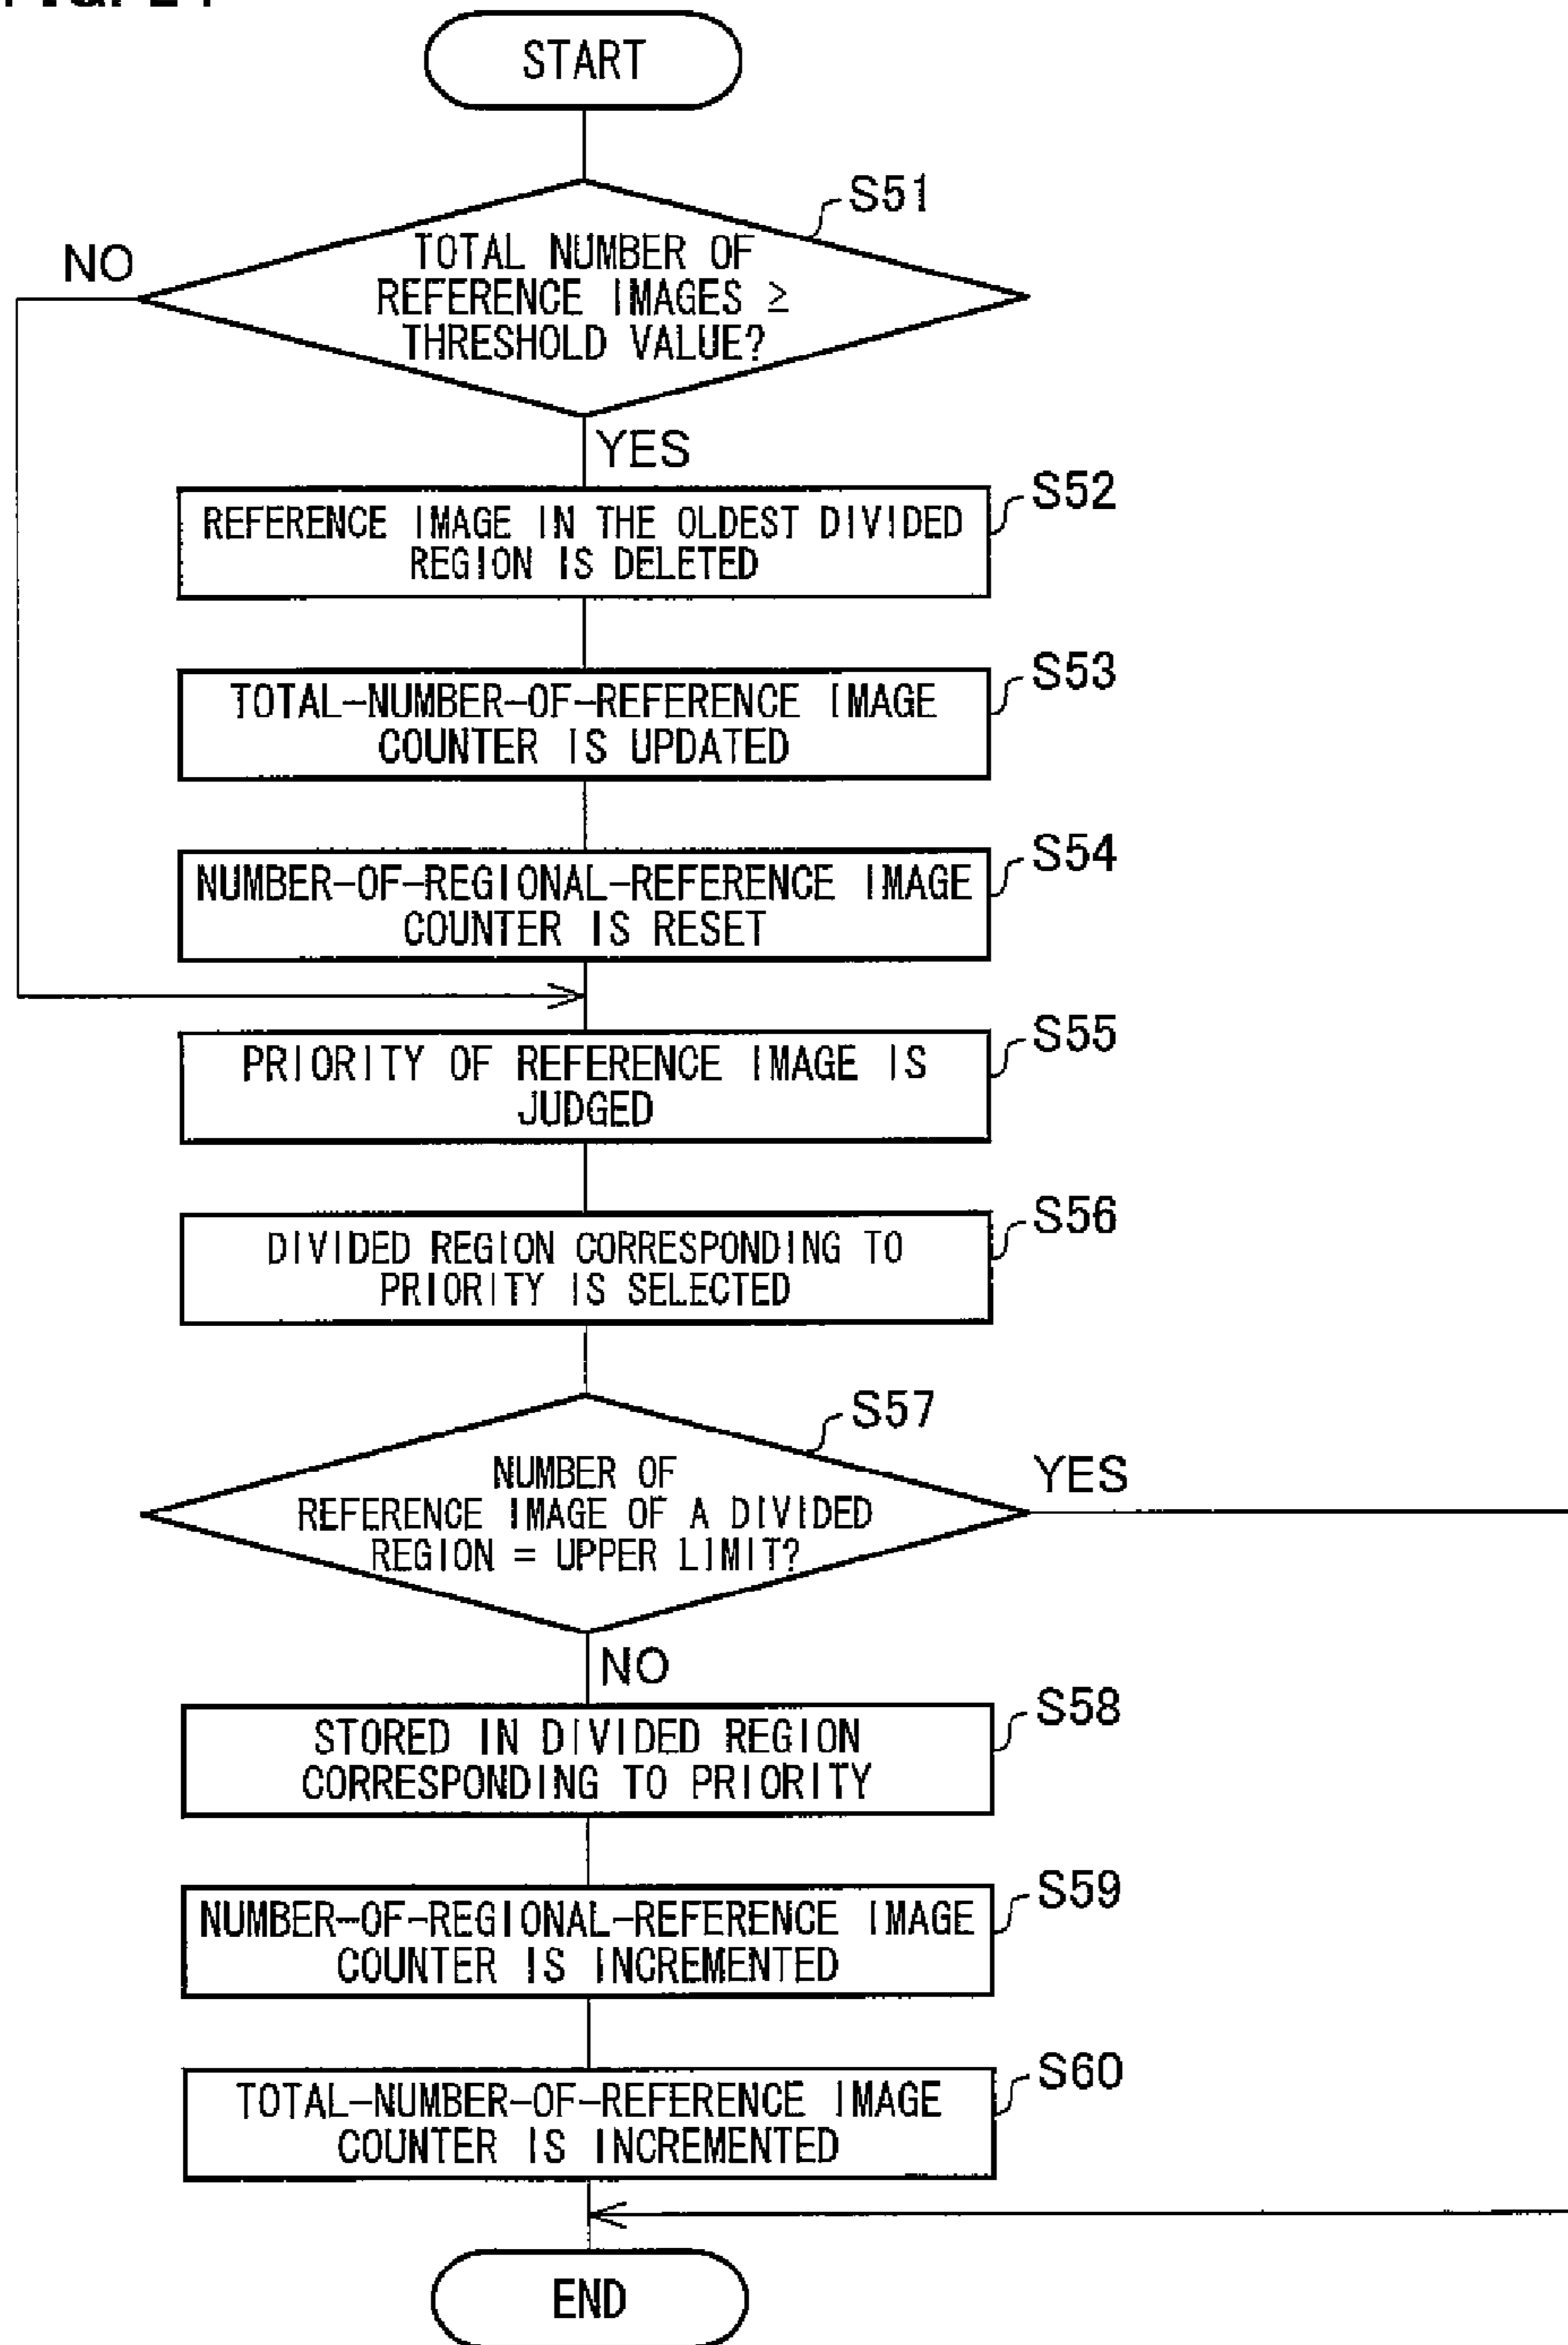 START
S51
NO
TOTAL NUMBER OF
REFERENCE IMAGES ≥
THRESHOLD VALUE?
YES
S52
REFERENCE IMAGE IN THE OLDEST DIVIDED
REGION IS DELETED
S53
TOTAL-NUMBER-OF-REFERENCE IMAGE
COUNTER IS UPDATED
S54
NUMBER-OF-REGIONAL-REFERENCE IMAGE
COUNTER IS RESET
S55
PRIORITY OF REFERENCE IMAGE IS
JUDGED
S56
DIVIDED REGION CORRESPONDING TO
PRIORITY IS SELECTED
S57
NUMBER OF
REFERENCE IMAGE OF A DIVIDED
REGION = UPPER LIMIT?
YES
NO
S58
STORED IN DIVIDED REGION
CORRESPONDING TO PRIORITY
S59
NUMBER-OF-REGIONAL-REFERENCE IMAGE
COUNTER IS INCREMENTED
S60
TOTAL-NUMBER-OF-REFERENCE IMAGE
COUNTER IS INCREMENTED
END